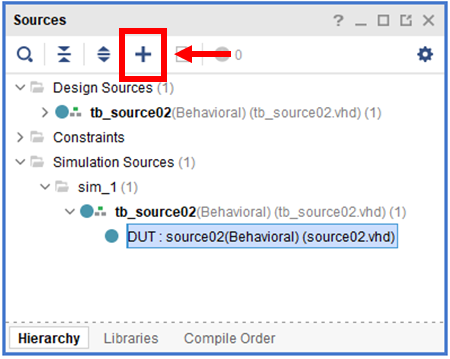 Sources
? _ □ X
0
Design Sources (1)
tb_source02(Behavioral) (tb_source02.vhd) (1)
Constraints
Simulation Sources (1)
sim_1 (1)
tb_source02(Behavioral) (tb_source02.vhd) (1)
DUT : source02(Behavioral) (source02.vhd)
Hierarchy Libraries Compile Order